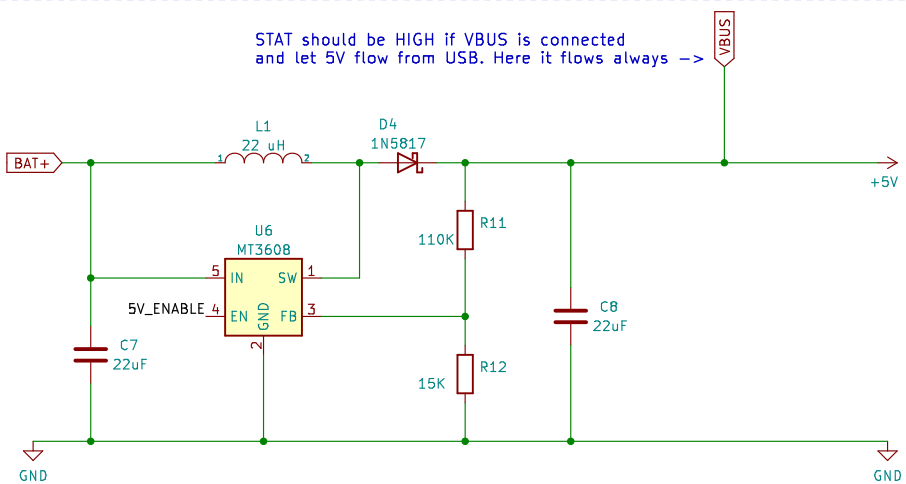 STAT should be HIGH if VBUS is connected
and let 5V flow from USB. Here it flows always ->
VBUS
L1
22 uH
D4
1N5817
BAT+
1
2
+5V
R11
110K
U6
MT3608
5
IN
SW
1
5V_ENABLE
4
EN
GND
FB
3
2
C8
22uF
C7
22uF
R12
15K
GND
GND